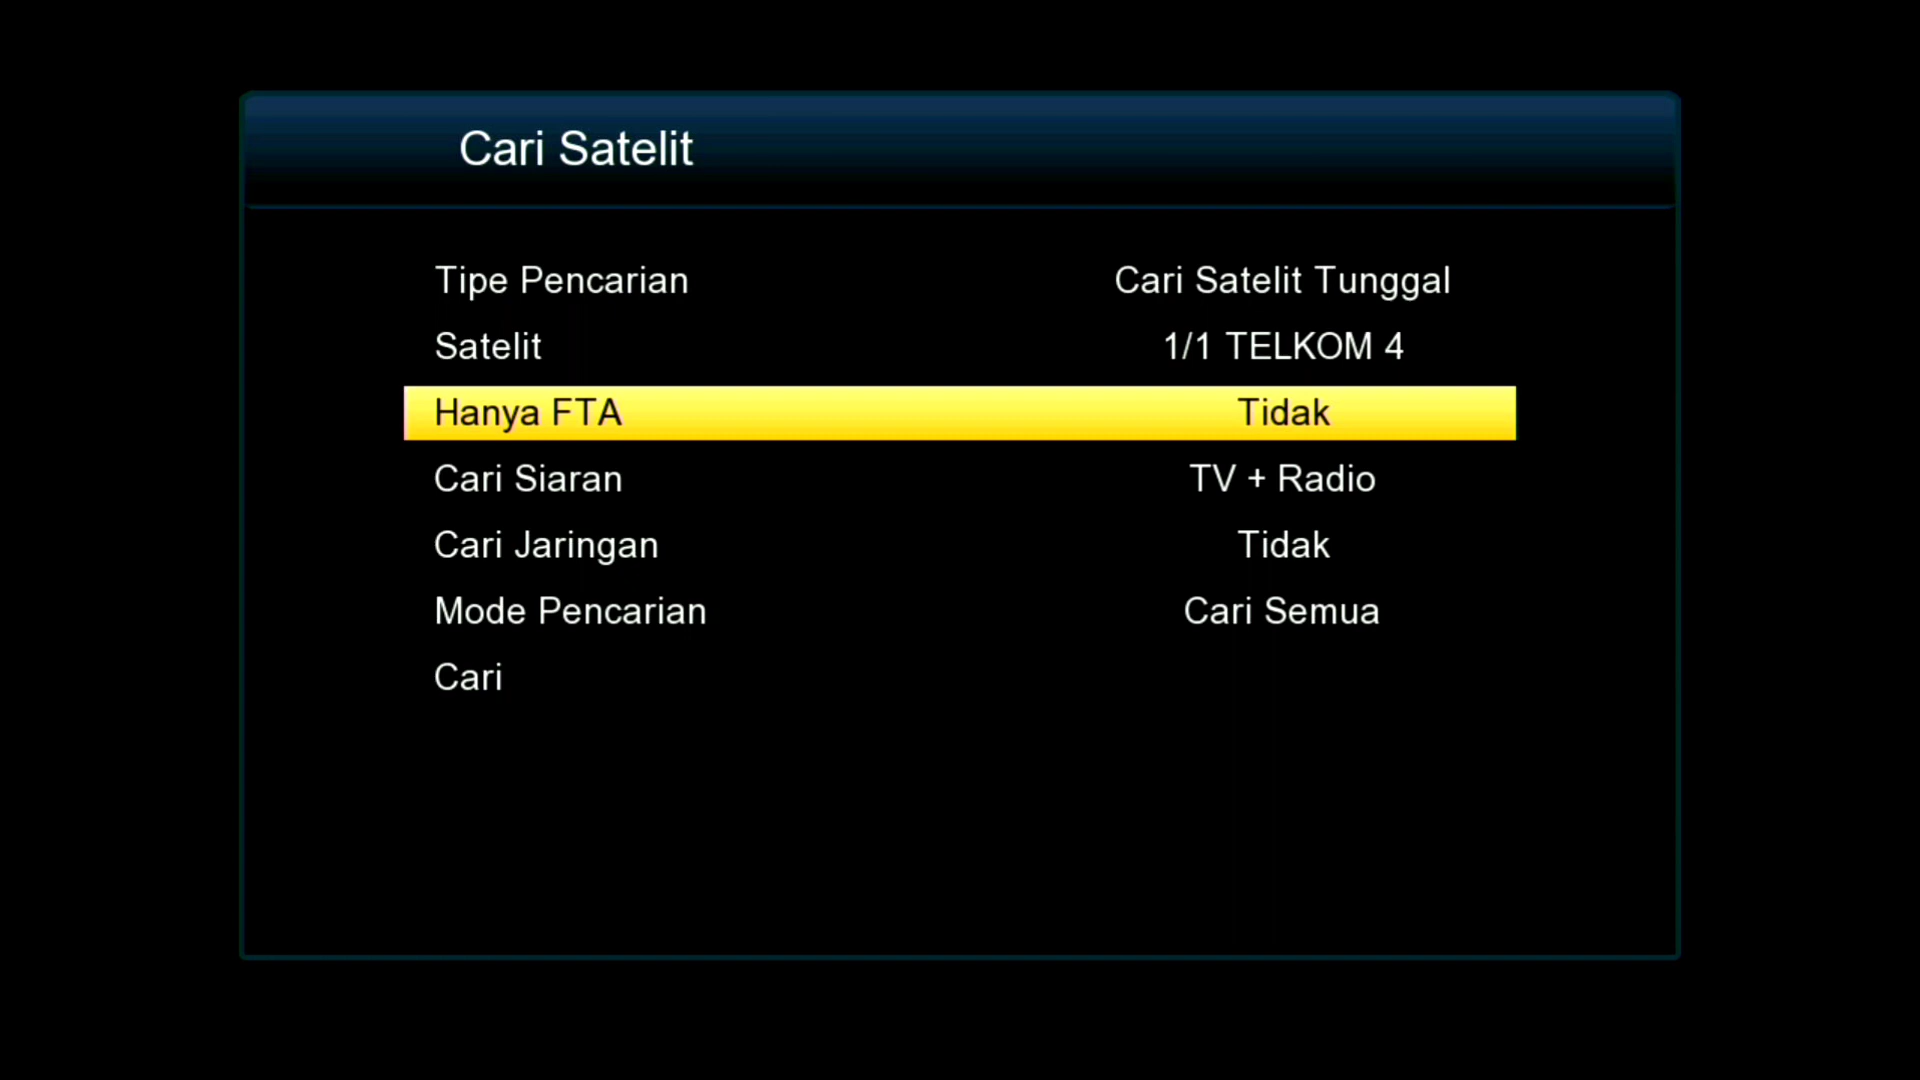 Cari Satelit
Tipe Pencarian Cari Satelit Tunggal
Satelit 1/1 TELKOM 4
Hanya FTA Tidak
Cari Siaran TV + Radio
Cari Jaringan Tidak
Mode Pencarian Cari Semua
Cari